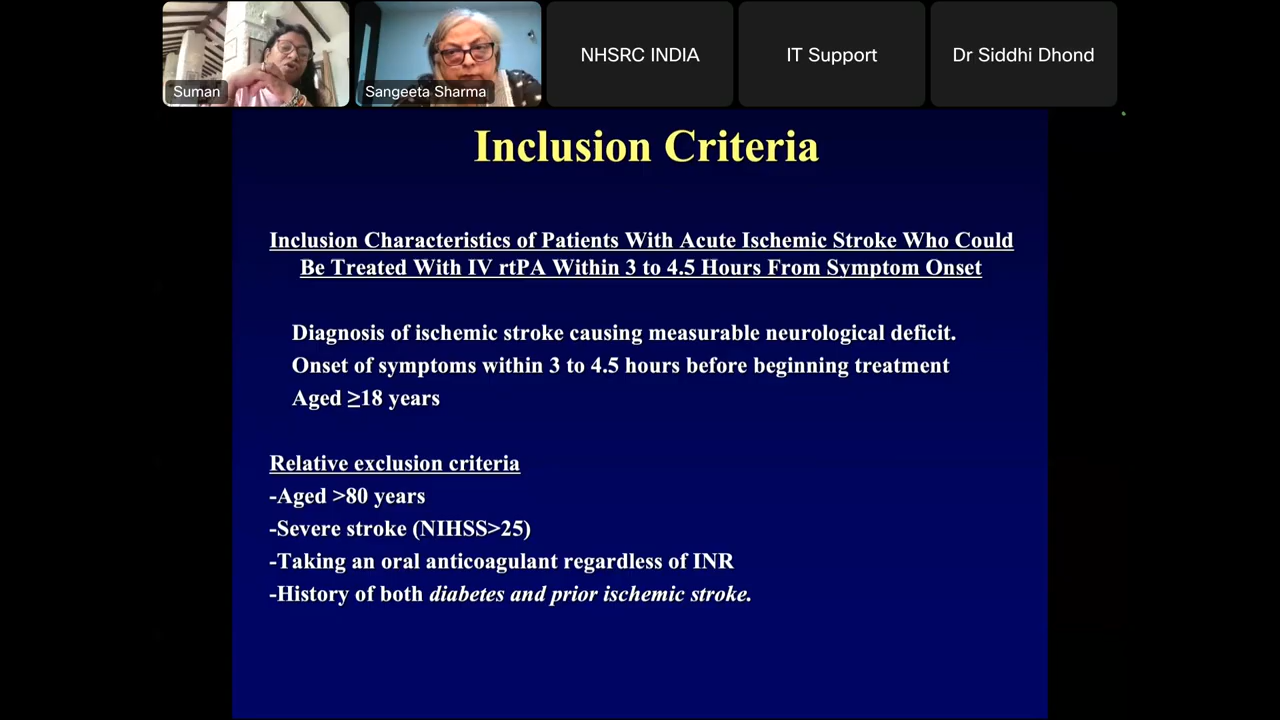 Suman
Sangeeta Sharma
NHSRC INDIA
IT Support
Dr Siddhi Dhond
Inclusion Criteria
Inclusion Characteristics of Patients With Acute Ischemic Stroke Who Could
Be Treated With IV rtPA Within 3 to 4.5 Hours From Symptom Onset
Diagnosis of ischemic stroke causing measurable neurological deficit.
Onset of symptoms within 3 to 4.5 hours before beginning treatment
Aged ≥18 years
Relative exclusion criteria
-Aged >80 years
-Severe stroke (NIHSS>25)
-Taking an oral anticoagulant regardless of INR
-History of both diabetes and prior ischemic stroke.